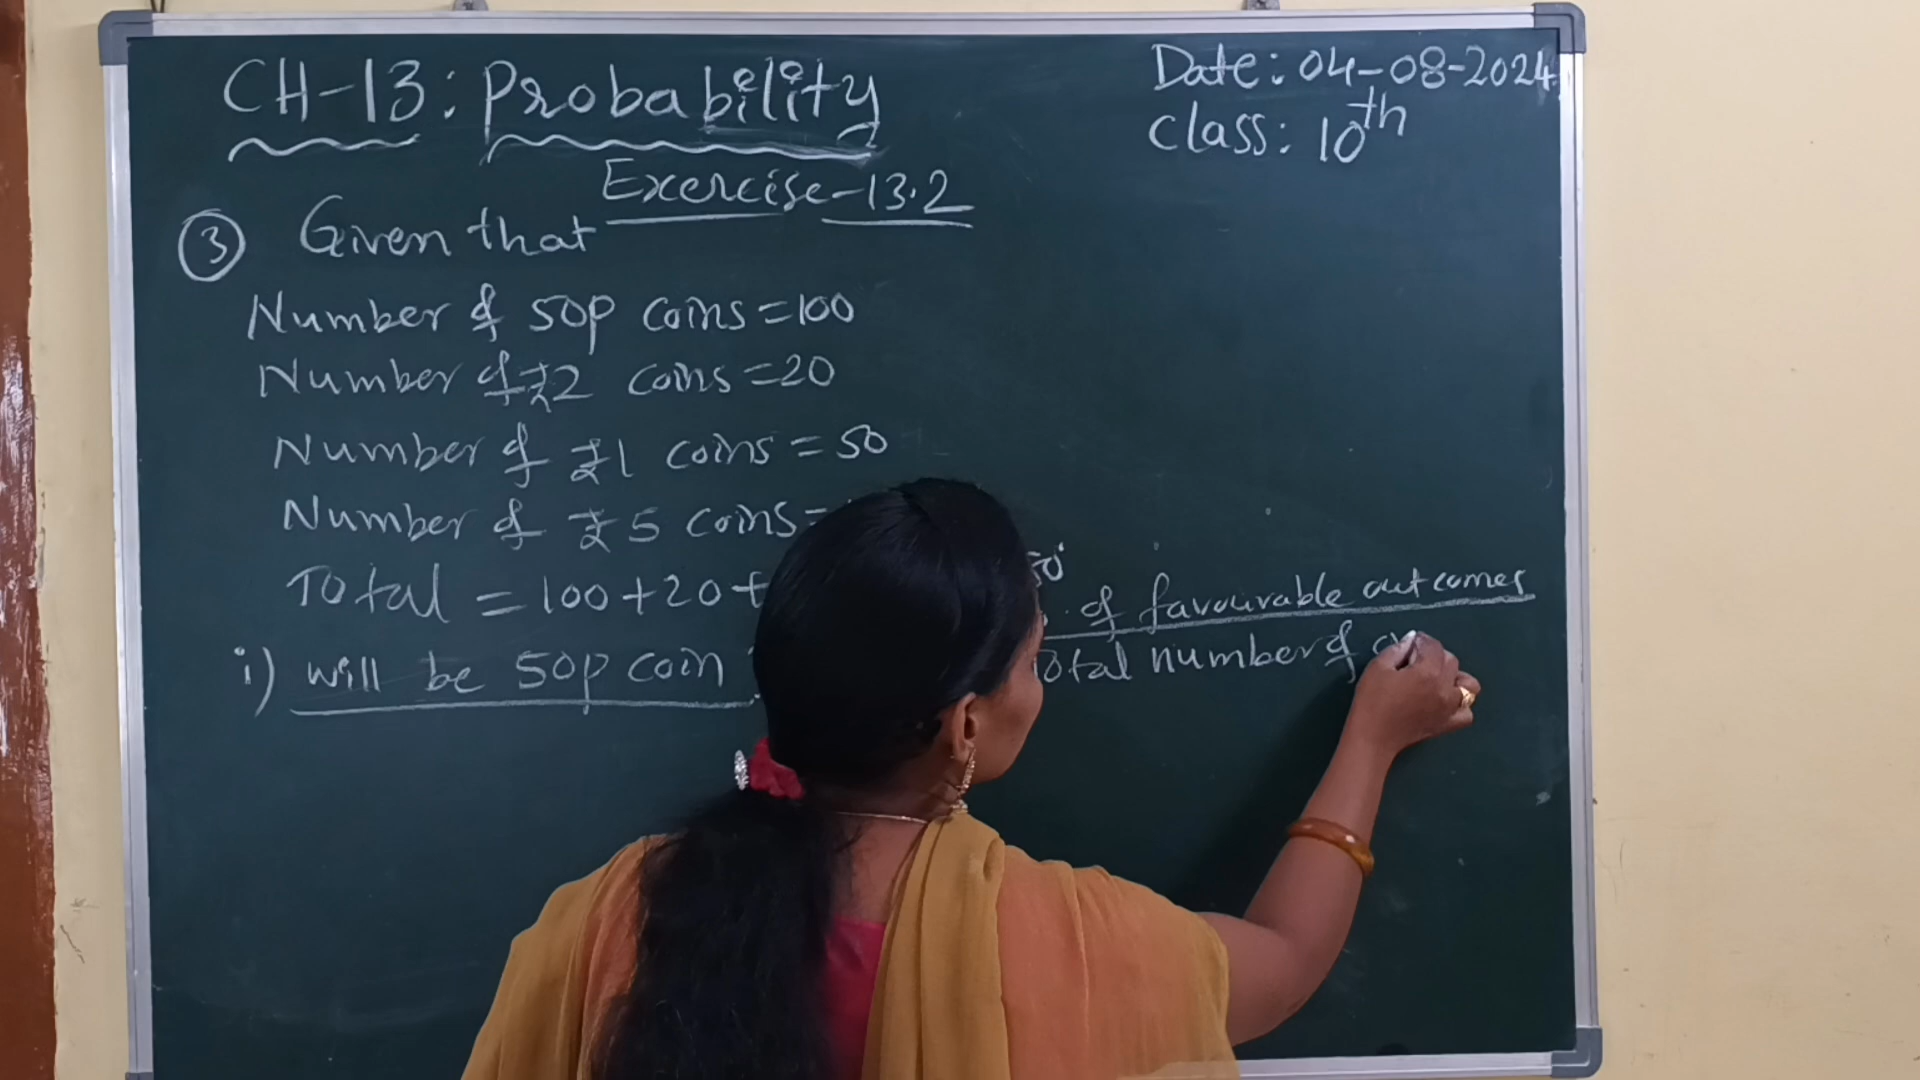 CH-13: Probability
Date: 04-08-2024
Class: 10th
Exercise-13.2
③ Given that
Number of 50p coins = 100
Number of ₹2 coins = 20
Number of ₹1 coins = 50
Number of ₹5 coins =
Total = 100+20+
i) will be 50p coin
of favourable outcomes
Total number of